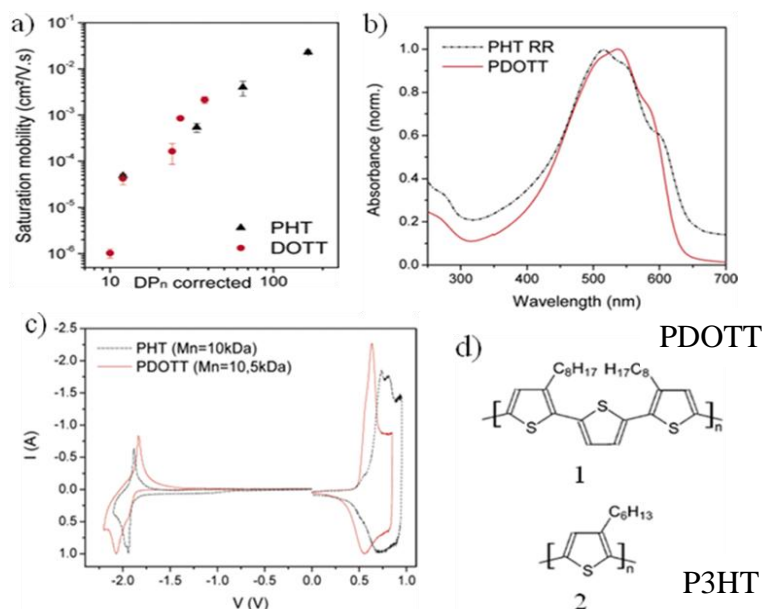 a)
Saturation mobility (cm²/V.s)
10⁻¹
10⁻²
10⁻³
10⁻⁴
10⁻⁵
10⁻⁶
PHT
DOTT
10
100
DPₙ corrected
b)
Absorbance (norm.)
1.0
0.8
0.6
0.4
0.2
0.0
PHT RR
PDOTT
300
400
500
600
700
Wavelength (nm)
c)
I (A)
-2.5
-2.0
-1.5
-1.0
-0.5
0.0
0.5
1.0
PHT (Mn=10kDa)
PDOTT (Mn=10,5kDa)
-2.0
-1.5
-1.0
-0.5
0.0
0.5
1.0
V (V)
d)
PDOTT
C₈H₁₇ H₁₇C₈
S
S
S
n
1
C₆H₁₃
S
n
2
P3HT